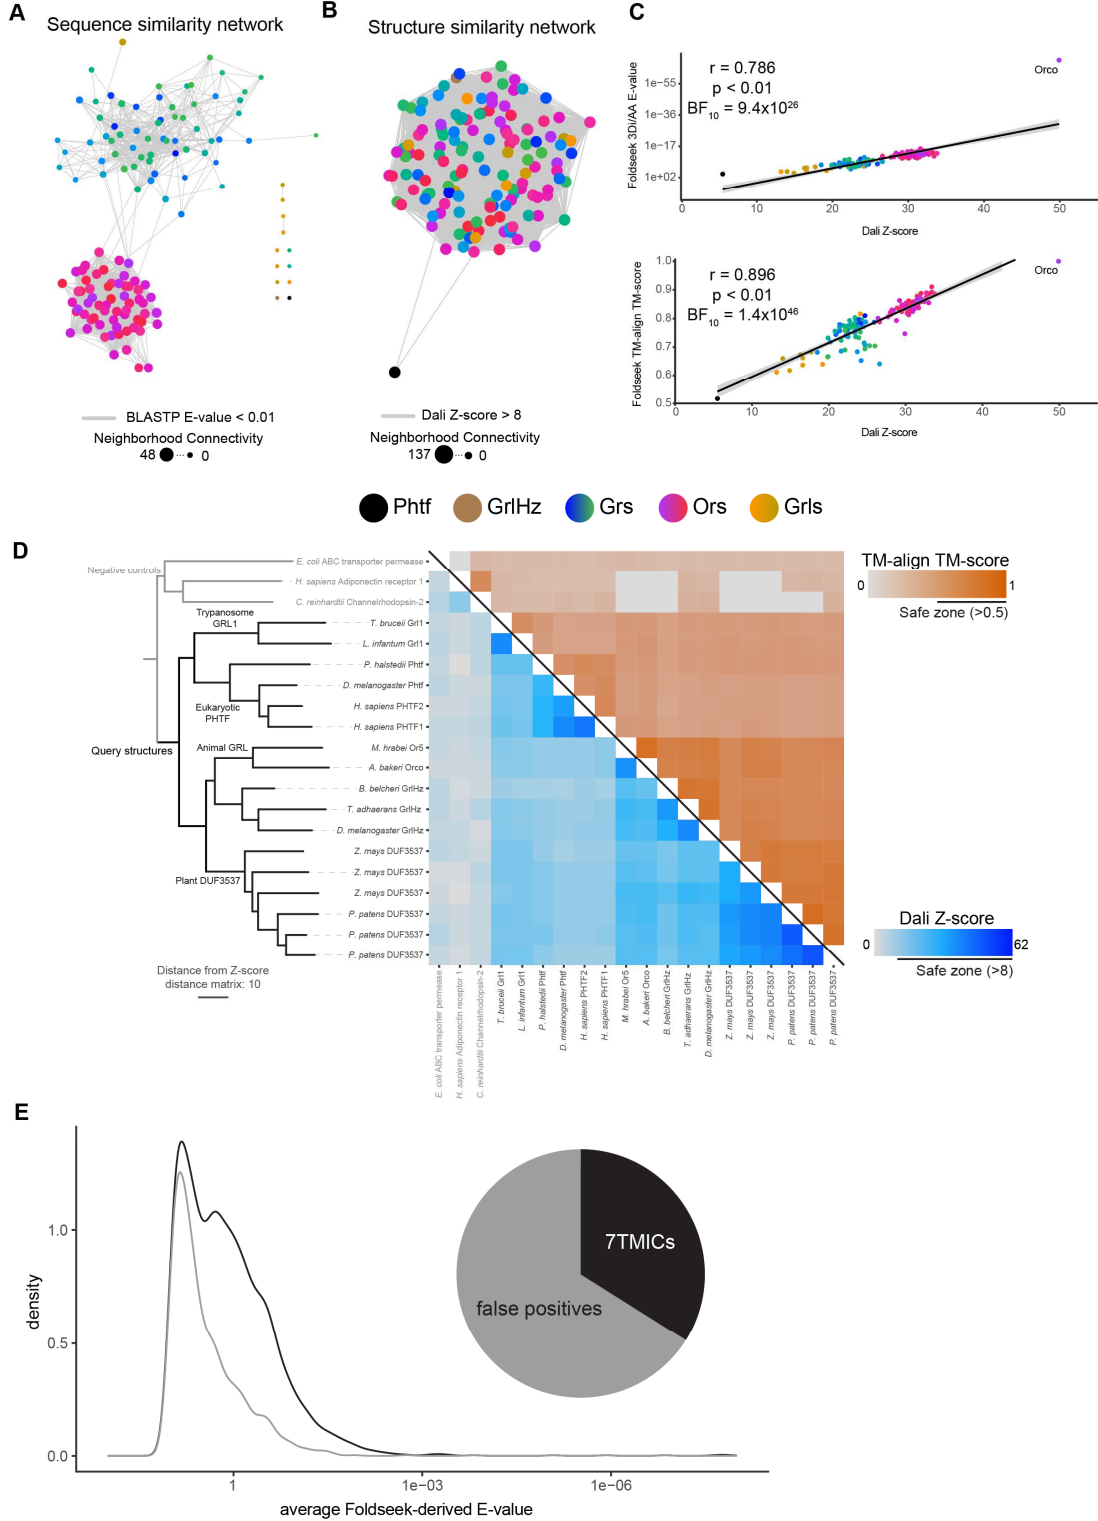 A
Sequence similarity network
BLASTP E-value < 0.01
Neighborhood Connectivity
48 ... 0
B
Structure similarity network
Dali Z-score > 8
Neighborhood Connectivity
137 ... 0
C
r = 0.786
p < 0.01
BF10 = 9.4x10^26
Orco
Foldseek 3Di/AA E-value
1e-55
1e-36
1e-17
1e+02
0 10 20 30 40 50
Dali Z-score
r = 0.896
p < 0.01
BF10 = 1.4x10^46
Orco
Foldseek TM-align TM-score
1.0
0.9
0.8
0.7
0.6
0.5
0 10 20 30 40 50
Dali Z-score
Phtf GrlHz Grs Ors Grls
D
Negative controls
Trypanosome
GRL1
Eukaryotic
PHTF
Query structures
Animal GRL
Plant DUF3537
Distance from Z-score
distance matrix: 10
E. coli ABC transporter permease
H. sapiens Adiponectin receptor 1
C. reinhardtii Channelrhodopsin-2
T. brucei Grl1
L. infantum Grl1
P. halstedii Phtf
D. melanogaster Phtf
H. sapiens PHTF2
H. sapiens PHTF1
M. hrabei Or5
A. bakeri Orco
B. belcheri GrlHz
T. adhaerans GrlHz
D. melanogaster GrlHz
Z. mays DUF3537
Z. mays DUF3537
Z. mays DUF3537
P. patens DUF3537
P. patens DUF3537
P. patens DUF3537
E. coli ABC transporter permease
H. sapiens Adiponectin receptor 1
C. reinhardtii Channelrhodopsin-2
T. brucei Grl1
L. infantum Grl1
P. halstedii Phtf
D. melanogaster Phtf
H. sapiens PHTF2
H. sapiens PHTF1
M. hrabei Or5
A. bakeri Orco
B. belcheri GrlHz
T. adhaerans GrlHz
D. melanogaster GrlHz
Z. mays DUF3537
Z. mays DUF3537
Z. mays DUF3537
P. patens DUF3537
P. patens DUF3537
P. patens DUF3537
TM-align TM-score
0 1
Safe zone (>0.5)
Dali Z-score
0 62
Safe zone (>8)
E
density
1.0
0.5
0.0
1 1e-03 1e-06
average Foldseek-derived E-value
7TMICs
false positives